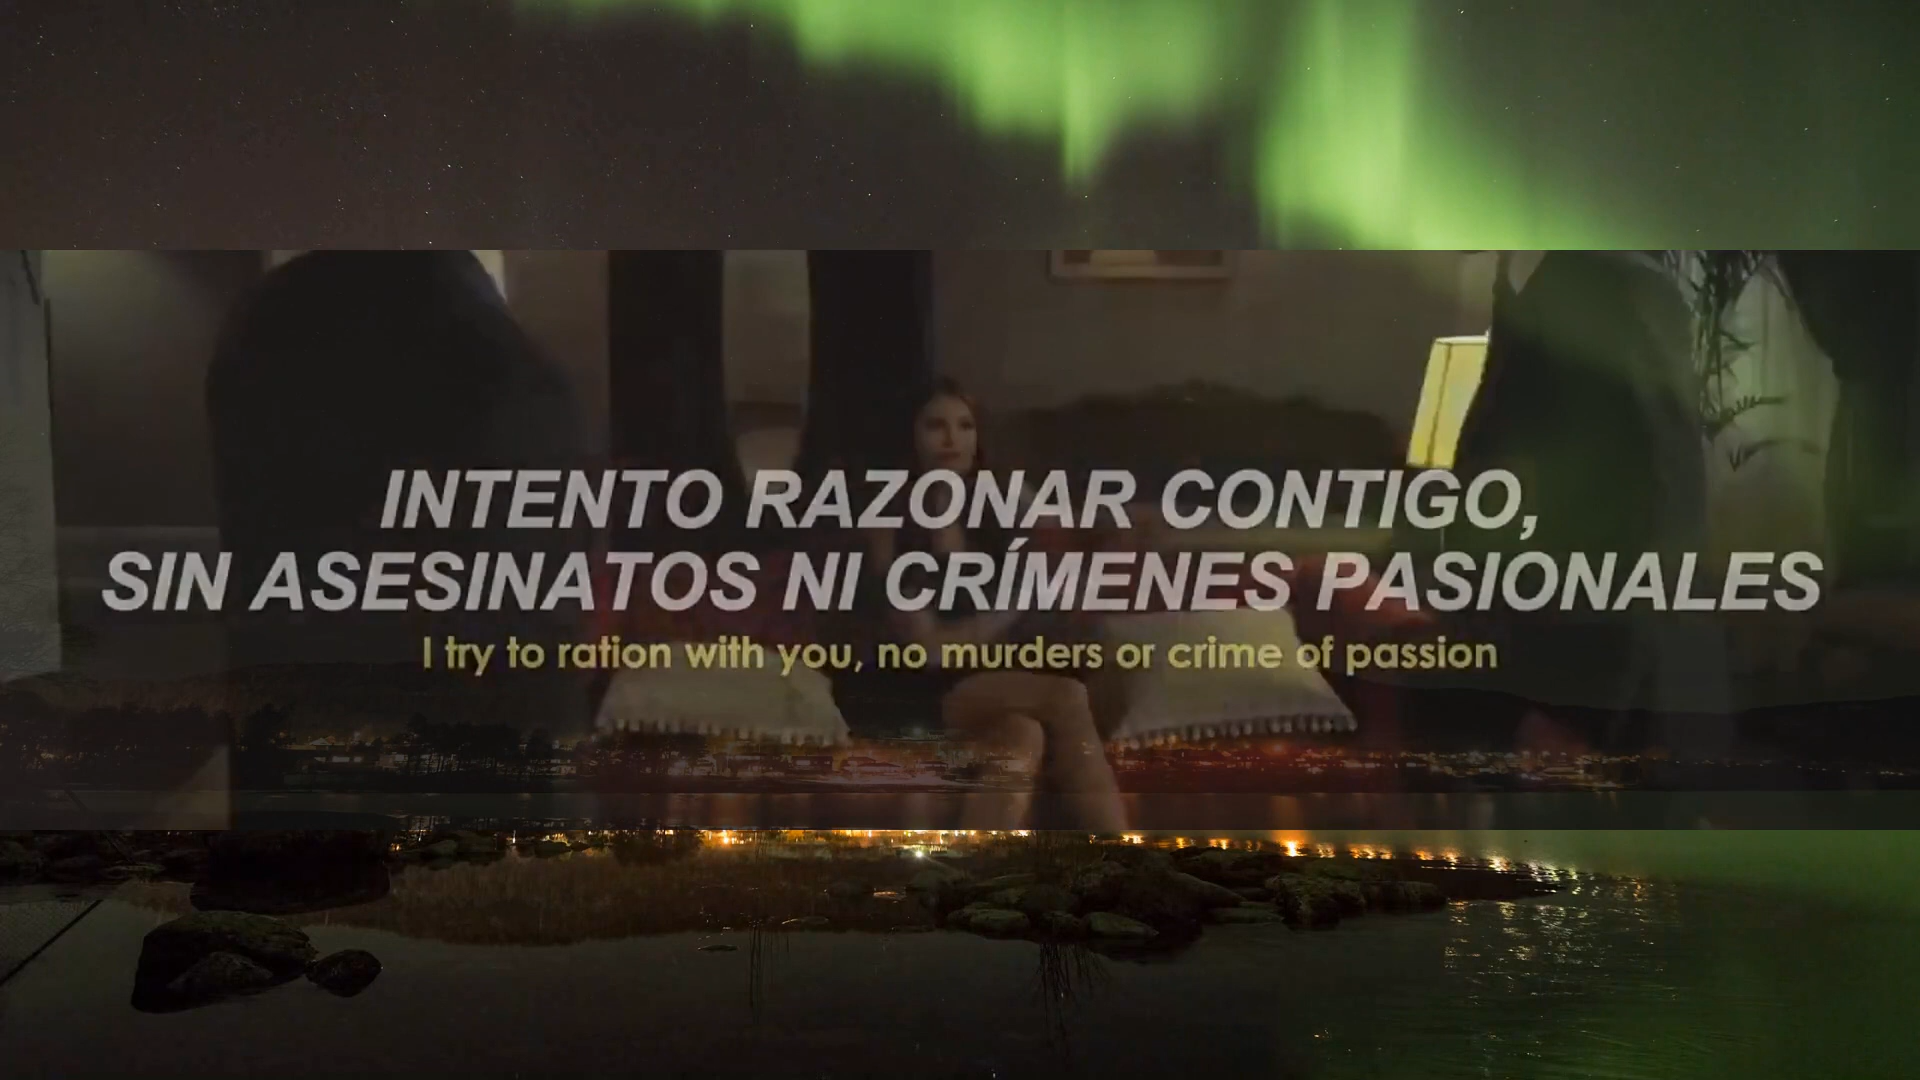 INTENTO RAZONAR CONTIGO,
SIN ASESINATOS NI CRÍMENES PASIONALES
I try to ration with you, no murders or crime of passion